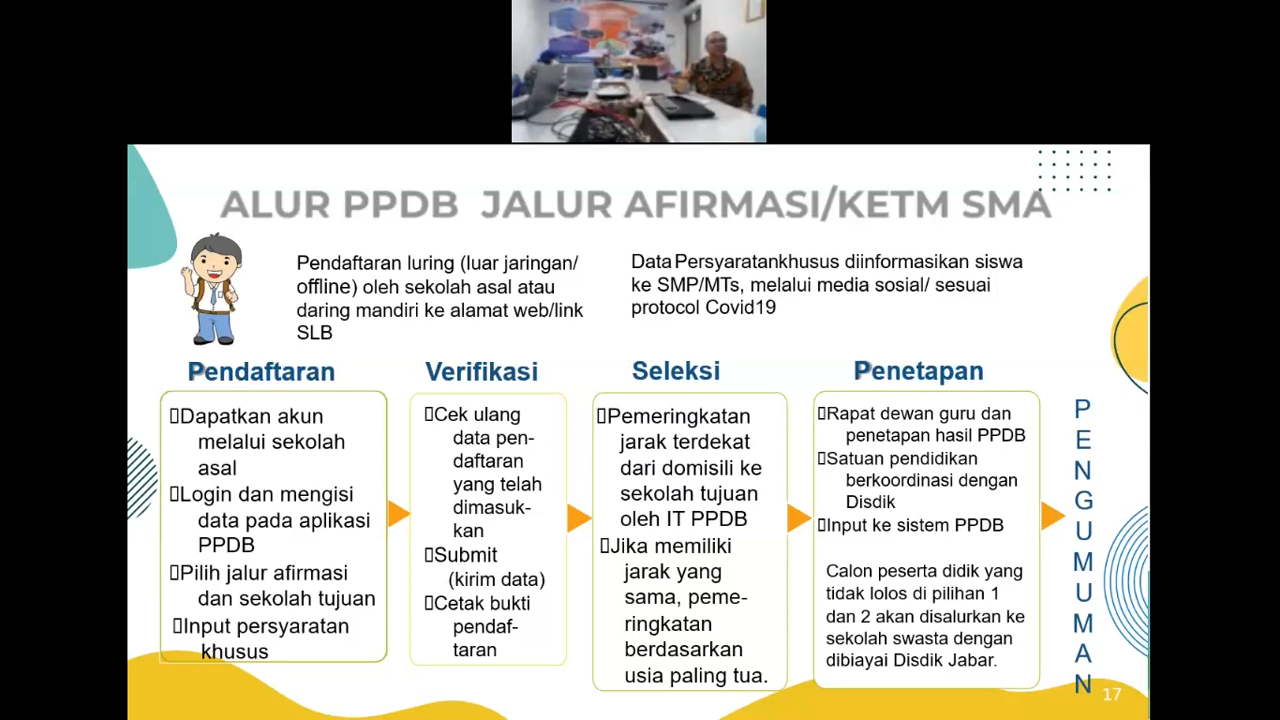 ALUR PPDB JALUR AFIRMASI/KETM SMA
Pendaftaran luring (luar jaringan/
offline) oleh sekolah asal atau
daring mandiri ke alamat web/link
SLB
Data Persyaratankhusus diinformasikan siswa
ke SMP/MTs, melalui media sosial/ sesuai
protocol Covid19
Pendaftaran
Dapatkan akun
melalui sekolah
asal
Login dan mengisi
data pada aplikasi
PPDB
Pilih jalur afirmasi
dan sekolah tujuan
Input persyaratan
khusus
Verifikasi
Cek ulang
data pen-
daftaran
yang telah
dimasuk-
kan
Submit
(kirim data)
Cetak bukti
pendaf-
taran
Seleksi
Pemeringkatan
jarak terdekat
dari domisili ke
sekolah tujuan
oleh IT PPDB
Jika memiliki
jarak yang
sama, peme-
ringkatan
berdasarkan
usia paling tua.
Penetapan
Rapat dewan guru dan
penetapan hasil PPDB
Satuan pendidikan
berkoordinasi dengan
Disdik
Input ke sistem PPDB
Calon peserta didik yang
tidak lolos di pilihan 1
dan 2 akan disalurkan ke
sekolah swasta dengan
dibiayai Disdik Jabar.
PENGUMUMAN
17